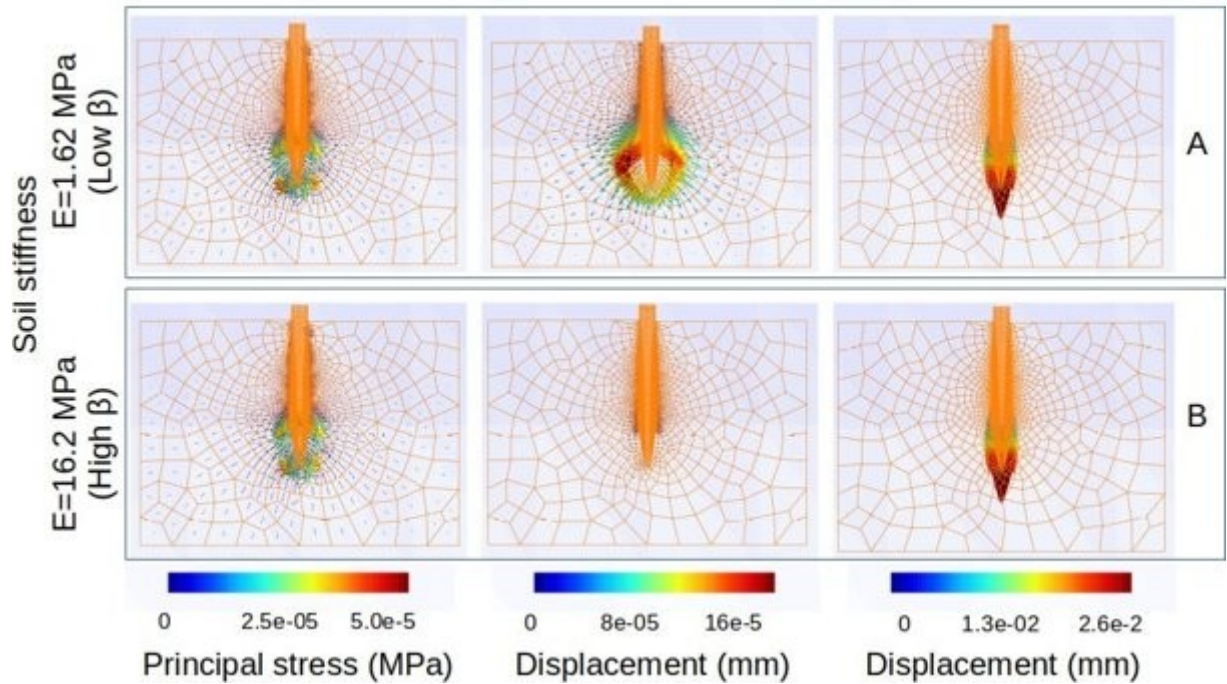 Soil stiffness
E=1.62 MPa
(Low β)
A
E=16.2 MPa
(High β)
B
0 2.5e-05 5.0e-5
Principal stress (MPa)
0 8e-05 16e-5
Displacement (mm)
0 1.3e-02 2.6e-2
Displacement (mm)